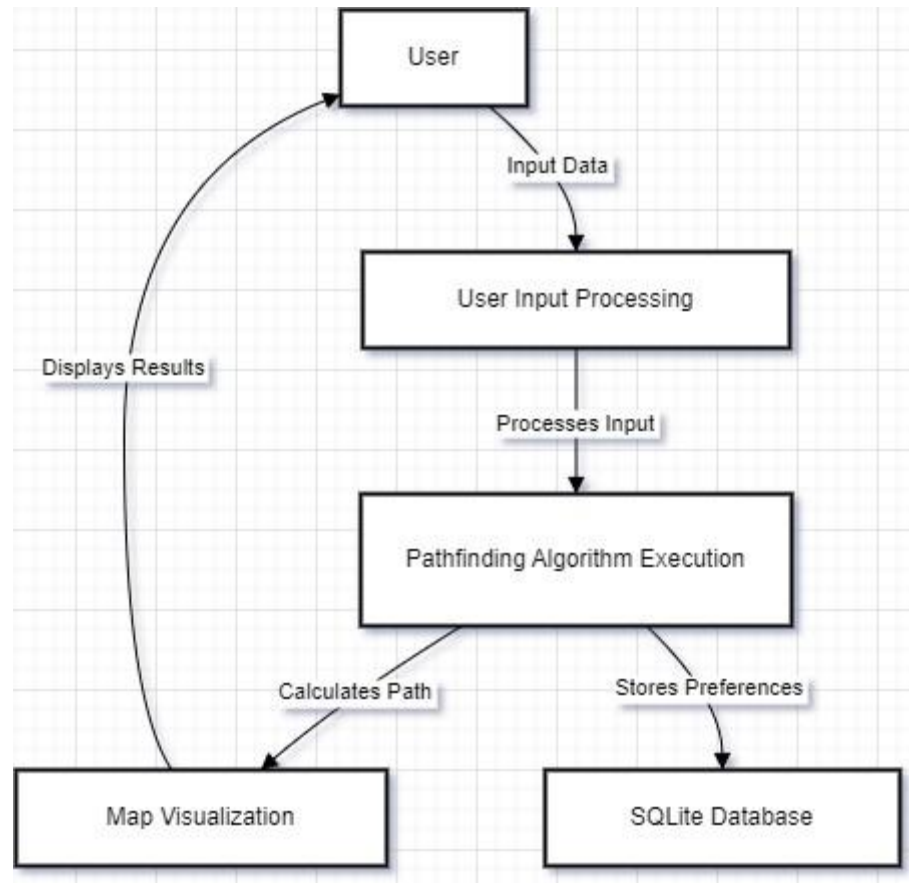 User
Input Data
User Input Processing
Displays Results
Processes Input
Pathfinding Algorithm Execution
Calculates Path
Stores Preferences
Map Visualization
SQLite Database